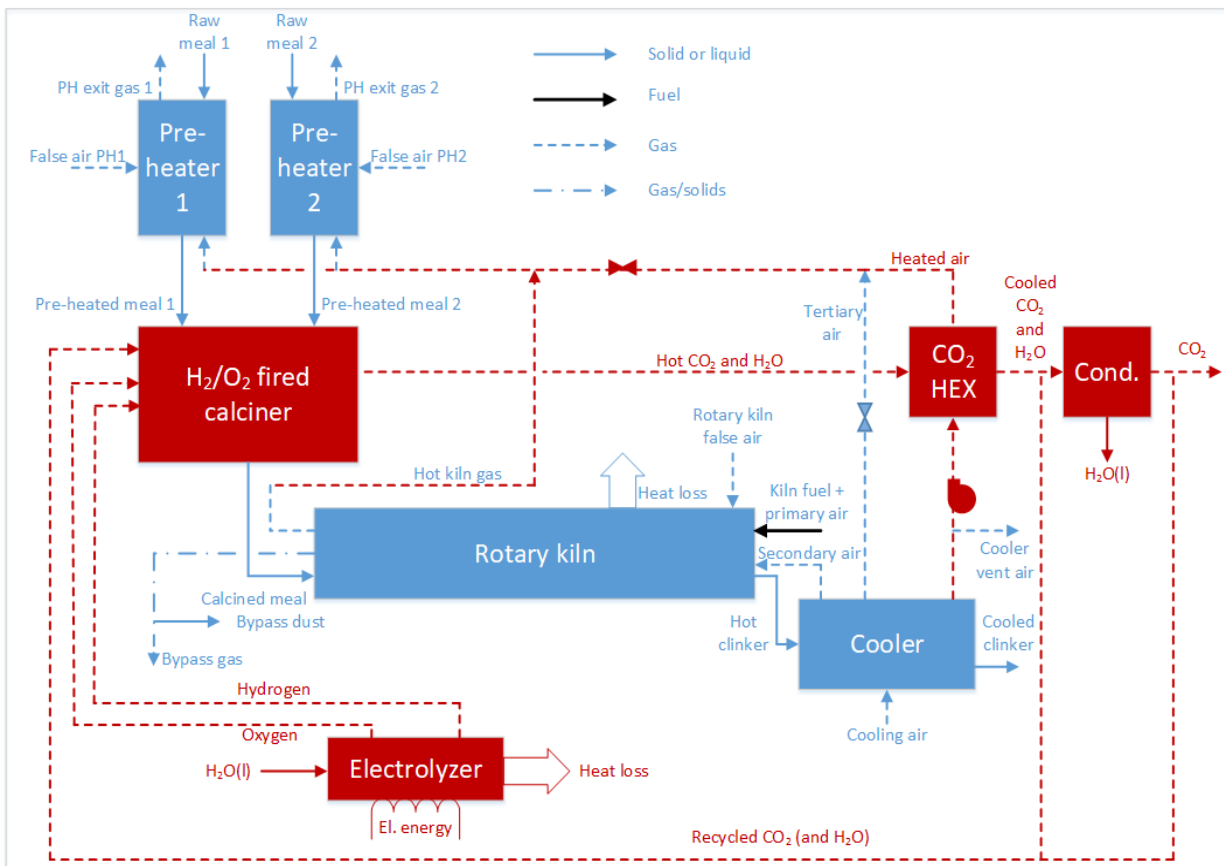 Raw
meal 1
Raw
meal 2
PH exit gas 1
PH exit gas 2
Solid or liquid
Fuel
Gas
Gas/solids
Pre-
heater
1
Pre-
heater
2
False air PH1
False air PH2
Heated air
Pre-heated meal 1
Pre-heated meal 2
Tertiary
air
Cooled
CO₂
and
H₂O
H₂/O₂ fired
calciner
Hot CO₂ and H₂O
CO₂
HEX
Cond.
CO₂
Rotary kiln
false air
Hot kiln gas
Heat loss
H₂O(l)
Kiln fuel +
primary air
Rotary kiln
Secondary air
Cooler
vent air
Calcined meal
Bypass dust
Bypass gas
Hot
clinker
Cooler
Cooled
clinker
Cooling air
Hydrogen
Oxygen
H₂O(l)
Electrolyzer
Heat loss
El. energy
Recycled CO₂ (and H₂O)